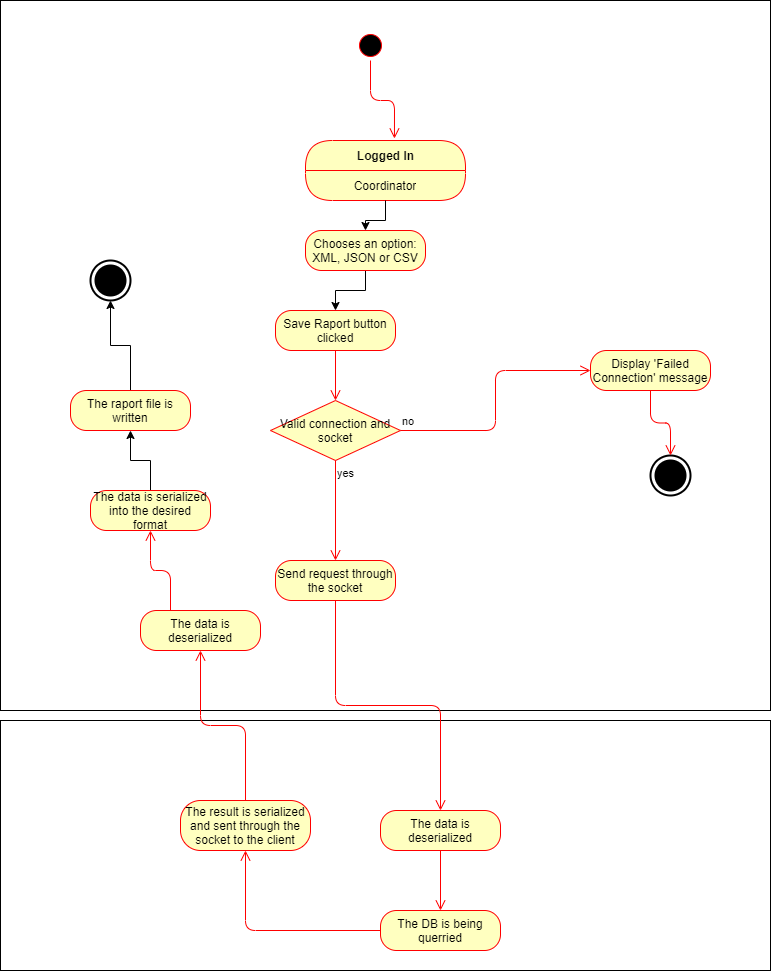 Logged In
Coordinator
Chooses an option:
XML, JSON or CSV
Save Raport button
clicked
Valid connection and
socket
no
yes
Display 'Failed
Connection' message
Send request through
the socket
The data is
deserialized
The DB is being
querried
The result is serialized
and sent through the
socket to the client
The data is
deserialized
The data is serialized
into the desired
format
The raport file is
written